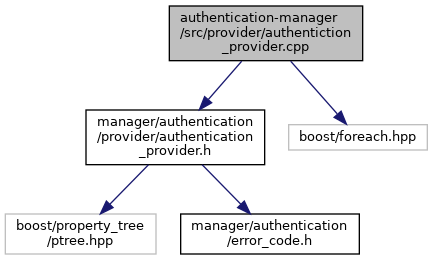 authentication-manager
/src/provider/authentiction
_provider.cpp
manager/authentication
/provider/authentication
_provider.h
boost/foreach.hpp
boost/property_tree
/ptree.hpp
manager/authentication
/error_code.h